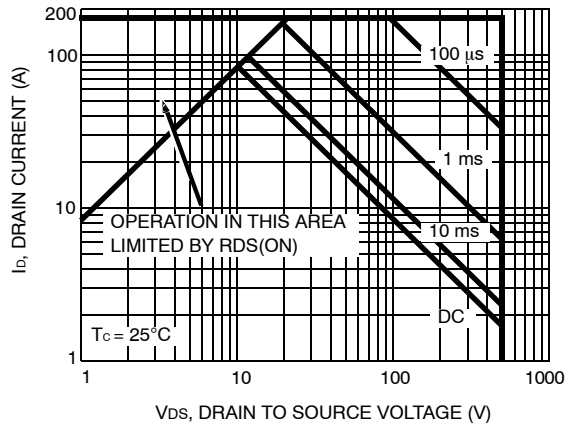 200
100
10
1
ID, DRAIN CURRENT (A)
100 µs
1 ms
10 ms
DC
OPERATION IN THIS AREA
LIMITED BY RDS(ON)
TC = 25°C
1
10
100
1000
VDS, DRAIN TO SOURCE VOLTAGE (V)